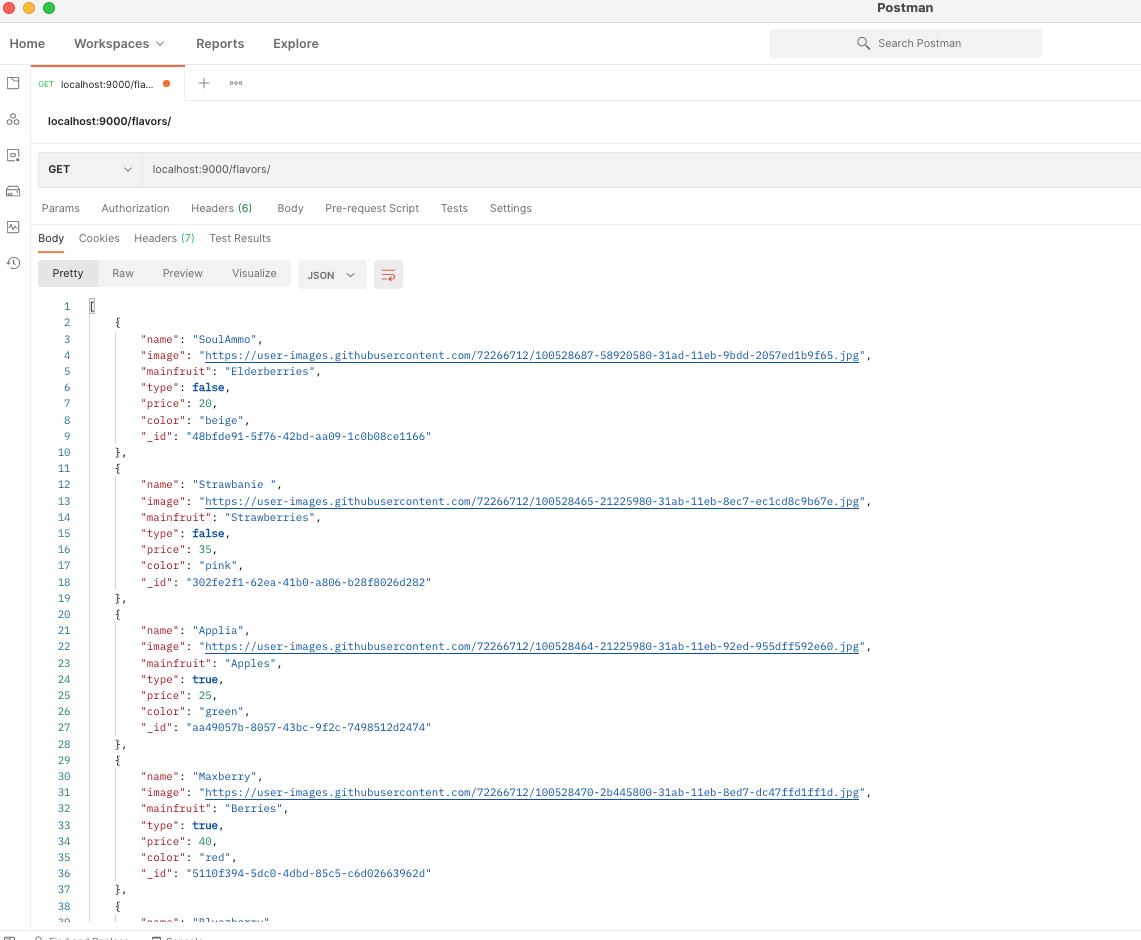 Postman
Home Workspaces Reports Explore Search Postman
GET localhost:9000/fla...
localhost:9000/flavors/
GET localhost:9000/flavors/
Params Authorization Headers (6) Body Pre-request Script Tests Settings
Body Cookies Headers (7) Test Results
Pretty Raw Preview Visualize JSON
1 [
2 {
3 "name": "SoulAmmo",
4 "image": "https://user-images.githubusercontent.com/72266712/100528687-58920580-31ad-11eb-9bdd-2057ed1b9f65.jpg",
5 "mainfruit": "Elderberries",
6 "type": false,
7 "price": 20,
8 "color": "beige",
9 "_id": "48bfde91-5f76-42bd-aa09-1c0b08ce1166"
10 },
11 {
12 "name": "Strawbanie ",
13 "image": "https://user-images.githubusercontent.com/72266712/100528465-21225980-31ab-11eb-8ec7-ec1cd8c9b67e.jpg",
14 "mainfruit": "Strawberries",
15 "type": false,
16 "price": 35,
17 "color": "pink",
18 "_id": "302fe2f1-62ea-41b0-a806-b28f8026d282"
19 },
20 {
21 "name": "Applia",
22 "image": "https://user-images.githubusercontent.com/72266712/100528464-21225980-31ab-11eb-92ed-955dff592e60.jpg",
23 "mainfruit": "Apples",
24 "type": true,
25 "price": 25,
26 "color": "green",
27 "_id": "aa49057b-8057-43bc-9f2c-7498512d2474"
28 },
29 {
30 "name": "Maxberry",
31 "image": "https://user-images.githubusercontent.com/72266712/100528470-2b445800-31ab-11eb-8ed7-dc47ffd1ff1d.jpg",
32 "mainfruit": "Berries",
33 "type": true,
34 "price": 40,
35 "color": "red",
36 "_id": "5110f394-5dc0-4dbd-85c5-c6d02663962d"
37 },
38 {
39 "name":
Find and Replace Console